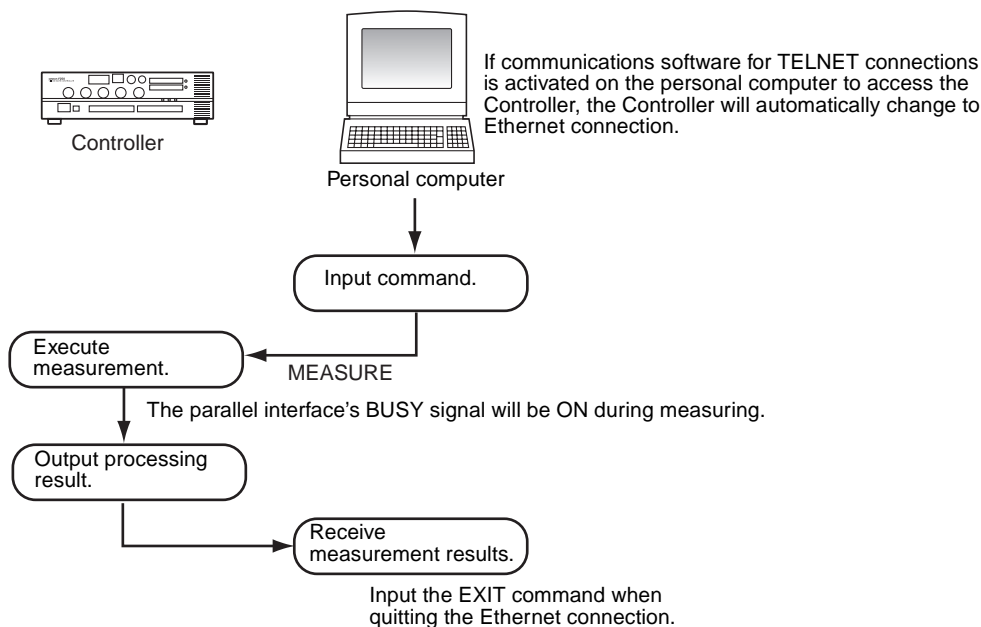 If communications software for TELNET connections
is activated on the personal computer to access the
Controller, the Controller will automatically change to
Ethernet connection.
Controller
Personal computer
Input command.
Execute
measurement.
MEASURE
The parallel interface's BUSY signal will be ON during measuring.
Output processing
result.
Receive
measurement results.
Input the EXIT command when
quitting the Ethernet connection.